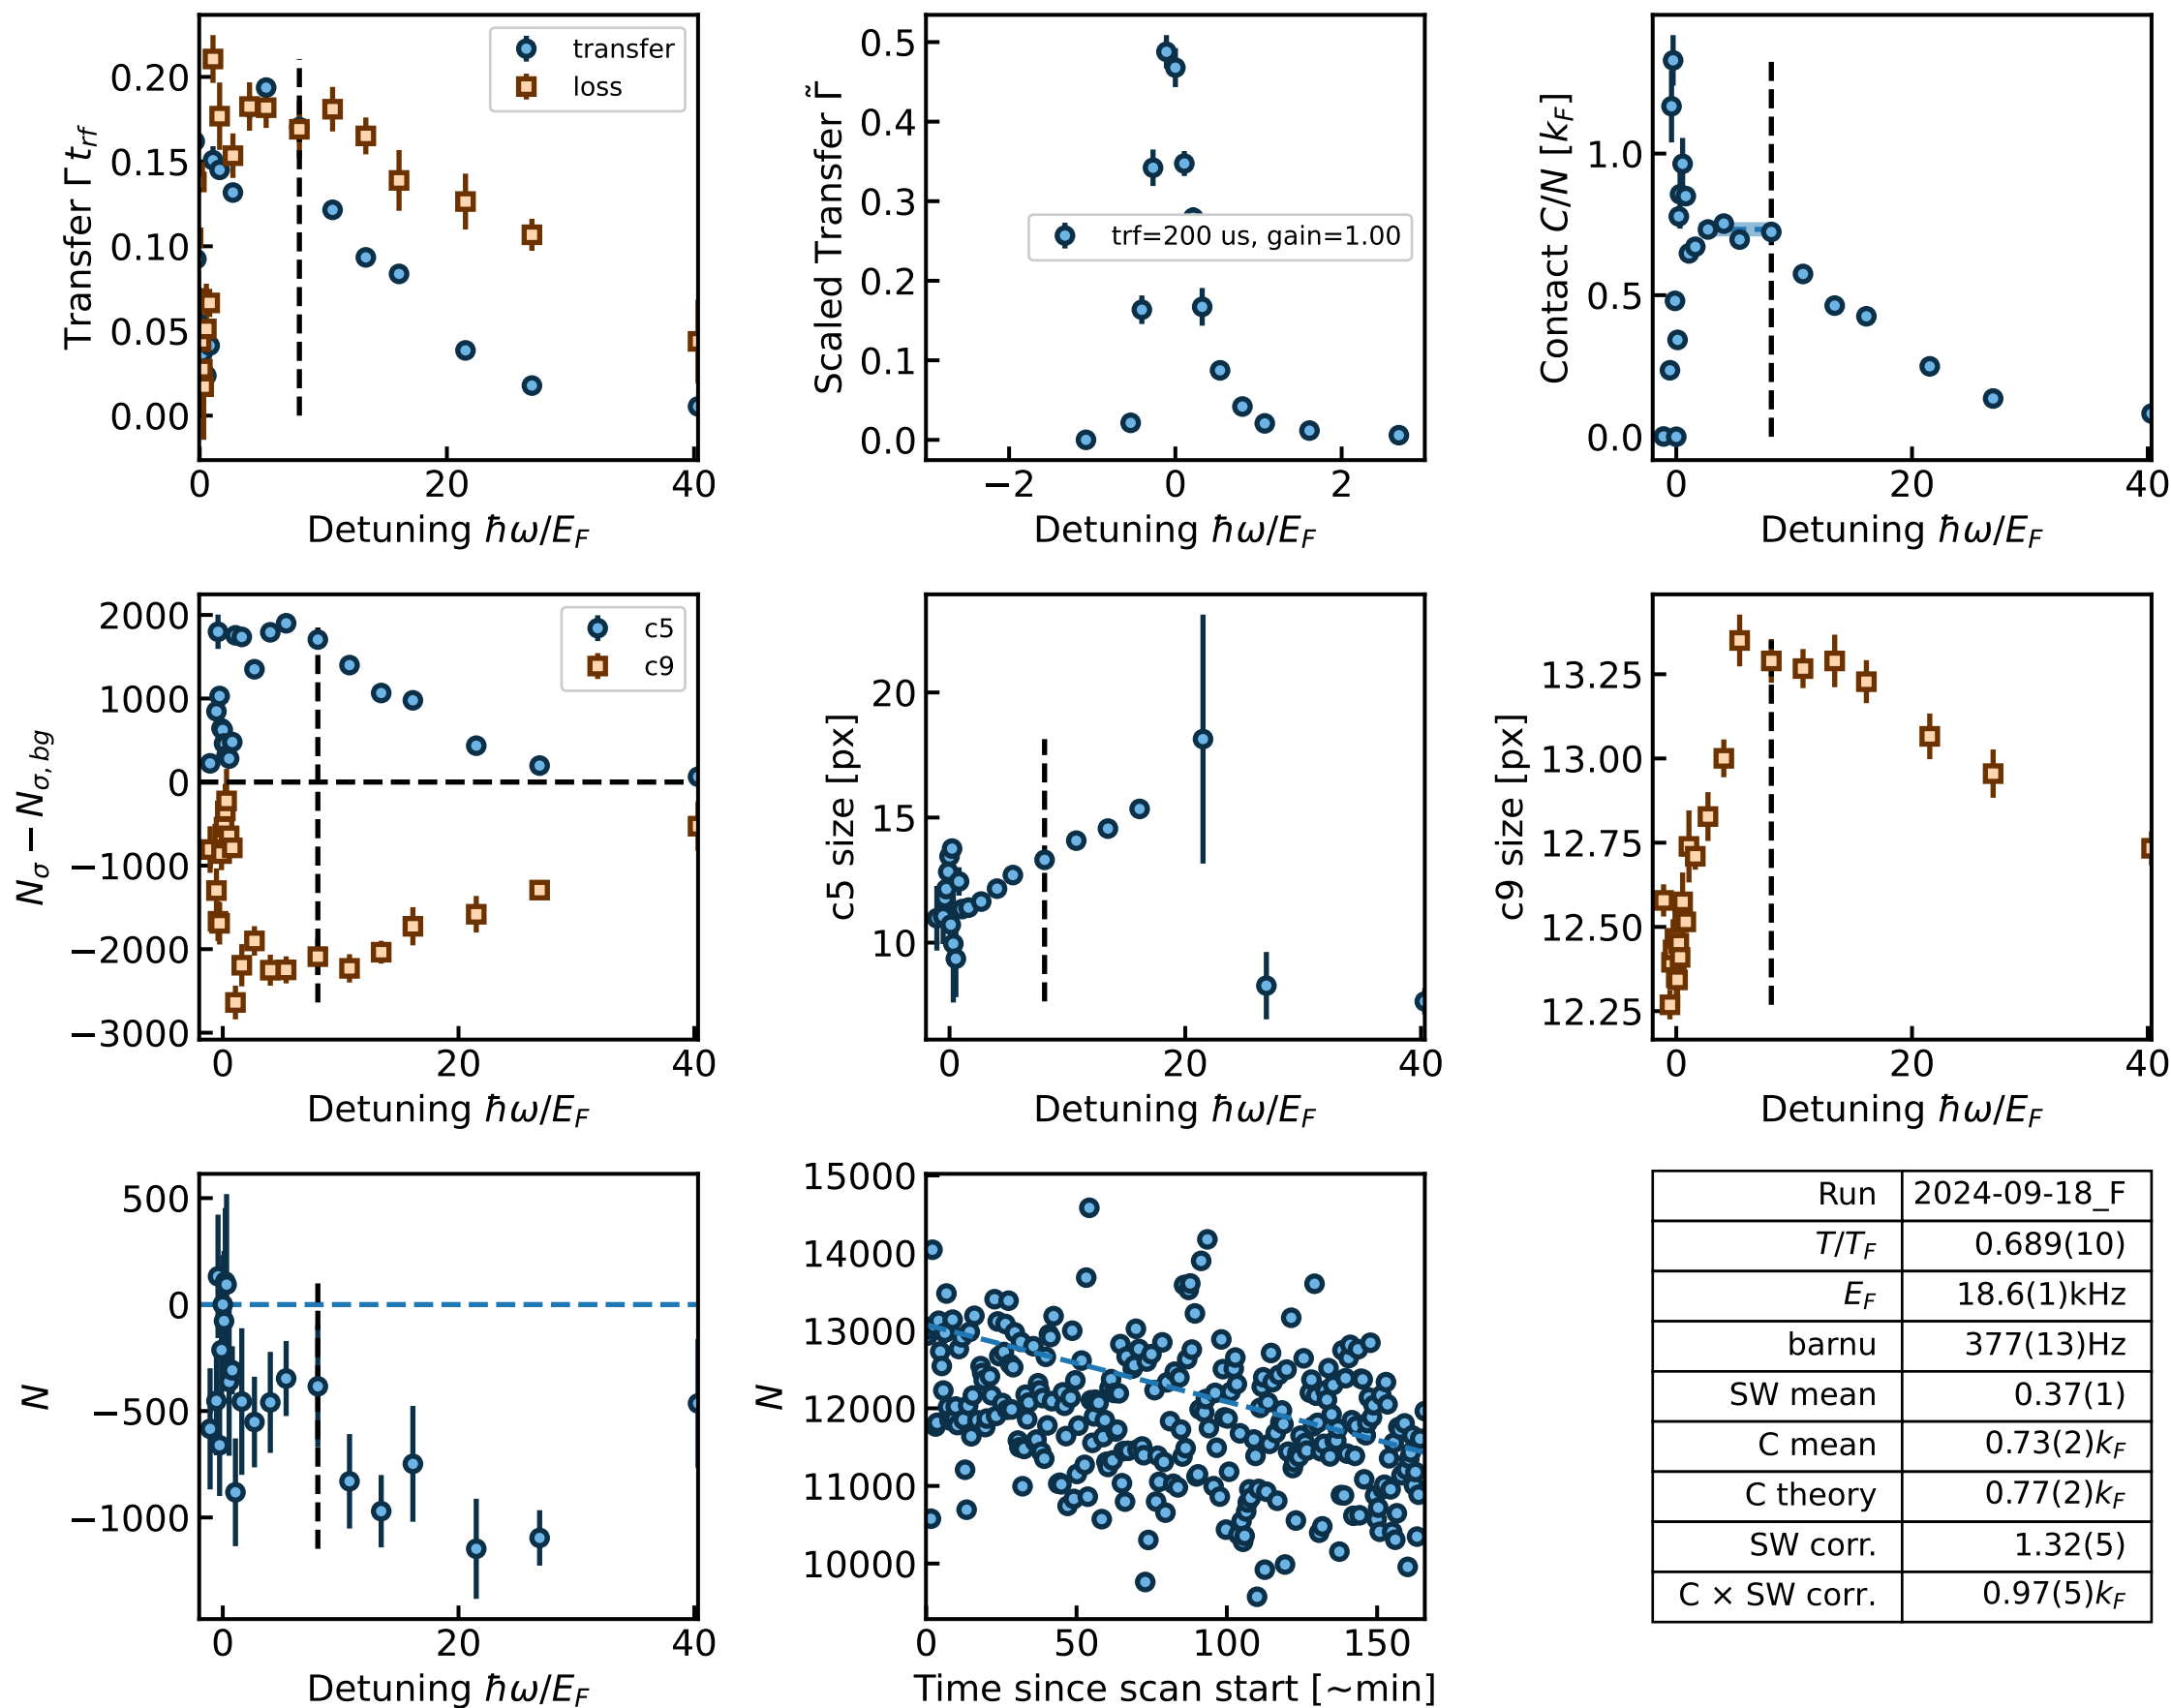 transfer
loss
0.20
0.15
0.10
0.05
0.00
Transfer Γ t_rf
0
20
40
Detuning ħω/E_F
0.5
0.4
0.3
0.2
0.1
0.0
Scaled Transfer Γ̃
trf=200 us, gain=1.00
−2
0
2
Detuning ħω/E_F
1.0
0.5
0.0
Contact C/N [k_F]
0
20
40
Detuning ħω/E_F
c5
c9
2000
1000
0
−1000
−2000
−3000
N_σ − N_σ,bg
0
20
40
Detuning ħω/E_F
20
15
10
c5 size [px]
0
20
40
Detuning ħω/E_F
13.25
13.00
12.75
12.50
12.25
c9 size [px]
0
20
40
Detuning ħω/E_F
500
0
−500
−1000
N
0
20
40
Detuning ħω/E_F
15000
14000
13000
12000
11000
10000
N
0
50
100
150
Time since scan start [~min]
Run 2024-09-18_F
T/T_F 0.689(10)
E_F 18.6(1)kHz
barnu 377(13)Hz
SW mean 0.37(1)
C mean 0.73(2)k_F
C theory 0.77(2)k_F
SW corr. 1.32(5)
C × SW corr. 0.97(5)k_F